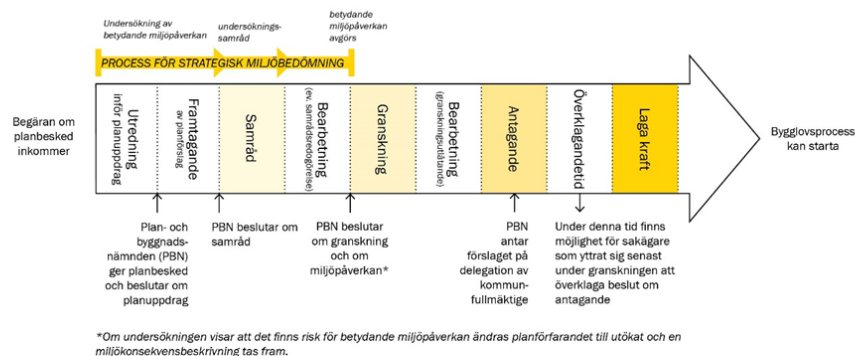 Undersökning av
betydande miljöpåverkan
undersöknings-
samråd
betydande
miljöpåverkan
avgörs
PROCESS FÖR STRATEGISK MILJÖBEDÖMNING
Begäran om
planbesked
inkommer
Utredning
inför planuppdrag
Framtagande
av planförslag
Samråd
Bearbetning
(ev. samrådsredogörelse)
Granskning
Bearbetning
(granskningsutlåtande)
Antagande
Överklagandetid
Laga kraft
Bygglovsprocess
kan starta
Plan- och
byggnads-
nämnden (PBN)
ger planbesked
och beslutar om
planuppdrag
PBN beslutar om
samråd
PBN beslutar
om granskning
och om
miljöpåverkan*
PBN
antar
förslaget på
delegation av
kommun-
fullmäktige
Under denna tid finns
möjlighet för sakägare
som yttrat sig senast
under granskningen att
överklaga beslut om
antagande
*Om undersökningen visar att det finns risk för betydande miljöpåverkan ändras planförfarandet till utökat och en
miljökonsekvensbeskrivning tas fram.